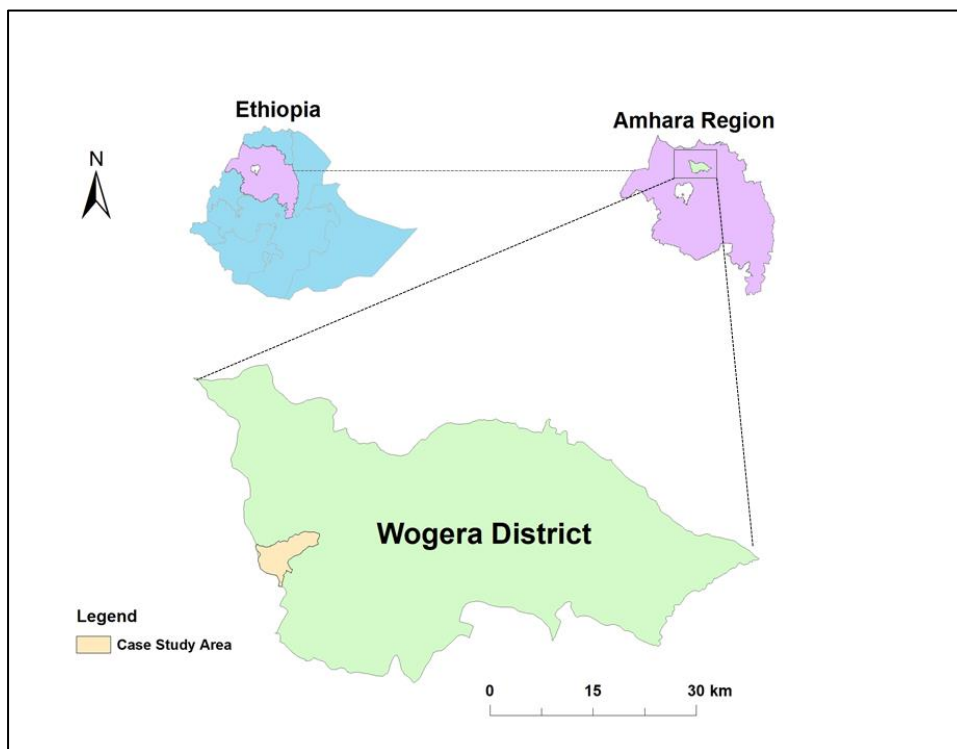 Ethiopia
Amhara Region
N
Wogera District
Legend
Case Study Area
0 15 30 km